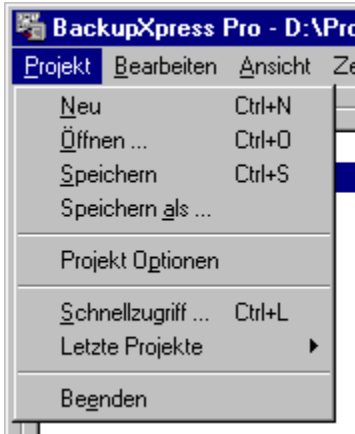 BackupXpress Pro - D:\Pro
Projekt Bearbeiten Ansicht Ze
Neu Ctrl+N
Öffnen ... Ctrl+O
Speichern Ctrl+S
Speichern als ...
Projekt Optionen
Schnellzugriff ... Ctrl+L
Letzte Projekte
Beenden